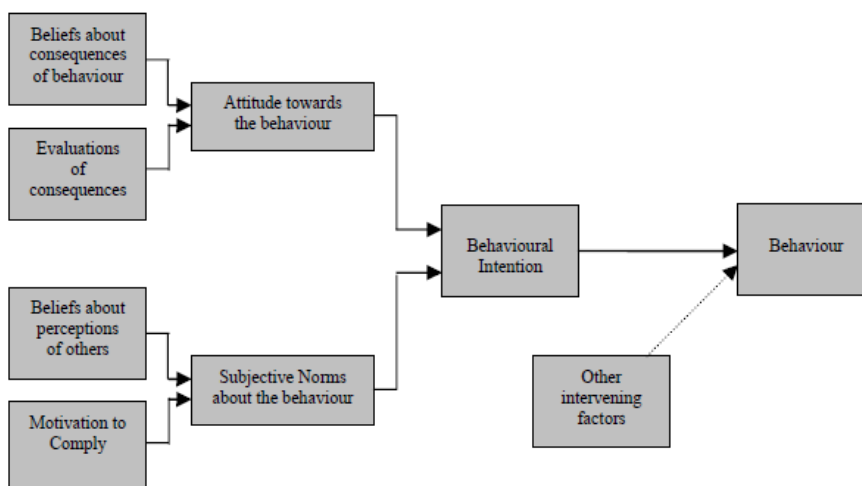 Beliefs about
consequences
of behaviour
Attitude towards
the behaviour
Evaluations
of
consequences
Behavioural
Intention
Behaviour
Beliefs about
perceptions
of others
Subjective Norms
about the behaviour
Other
intervening
factors
Motivation to
Comply